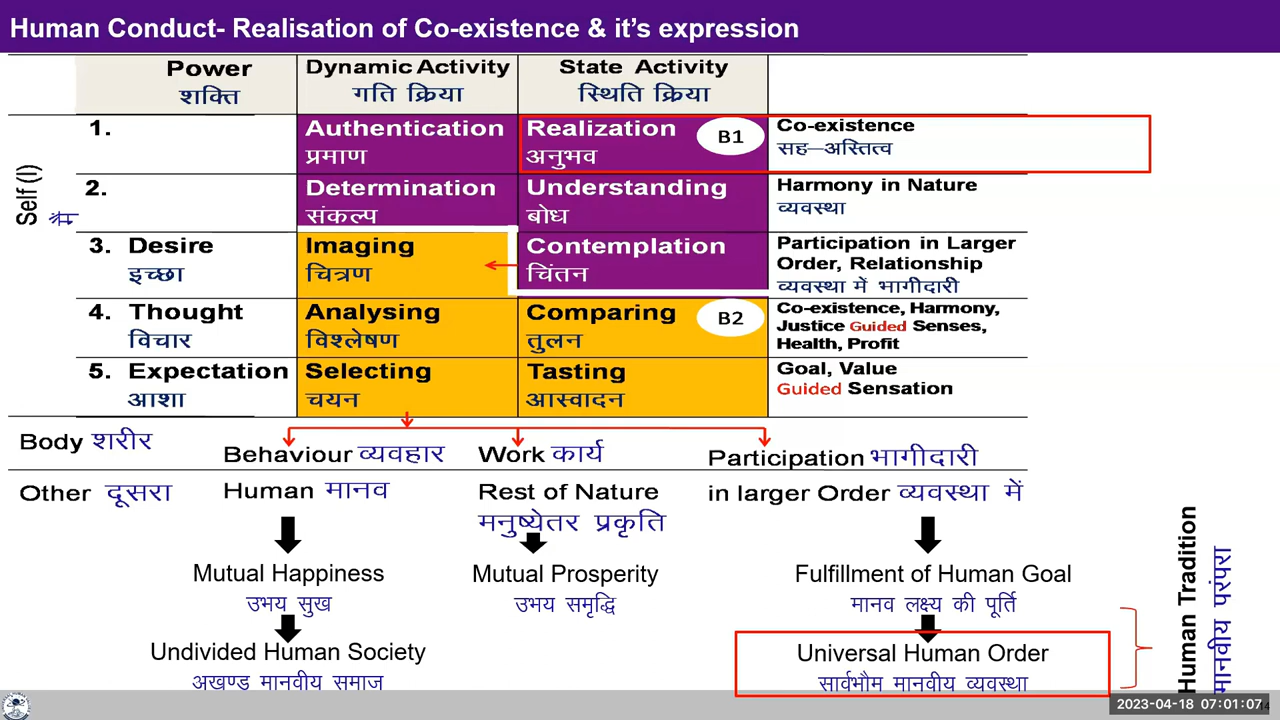 Human Conduct- Realisation of Co-existence & it's expression
Power Dynamic Activity State Activity
शक्ति गति क्रिया स्थिति क्रिया
Self (I)
मैं
1. Authentication Realization B1 Co-existence
प्रमाण अनुभव सह–अस्तित्व
2. Determination Understanding Harmony in Nature
संकल्प बोध व्यवस्था
3. Desire Imaging Contemplation Participation in Larger
Order, Relationship
इच्छा चित्रण चिंतन व्यवस्था में भागीदारी
4. Thought Analysing Comparing B2 Co-existence, Harmony,
Justice Guided Senses,
विचार विश्लेषण तुलन Health, Profit
5. Expectation Selecting Tasting Goal, Value
आशा चयन आस्वादन Guided Sensation
Body शरीर Behaviour व्यवहार Work कार्य Participation भागीदारी
Other दूसरा Human मानव Rest of Nature in larger Order व्यवस्था में
मनुष्येतर प्रकृति
Mutual Happiness Mutual Prosperity Fulfillment of Human Goal
उभय सुख उभय समृद्धि मानव लक्ष्य की पूर्ति
Undivided Human Society Universal Human Order
अखण्ड मानवीय समाज सार्वभौम मानवीय व्यवस्था
Human Tradition
मानवीय परंपरा
2023-04-18 07:01:07